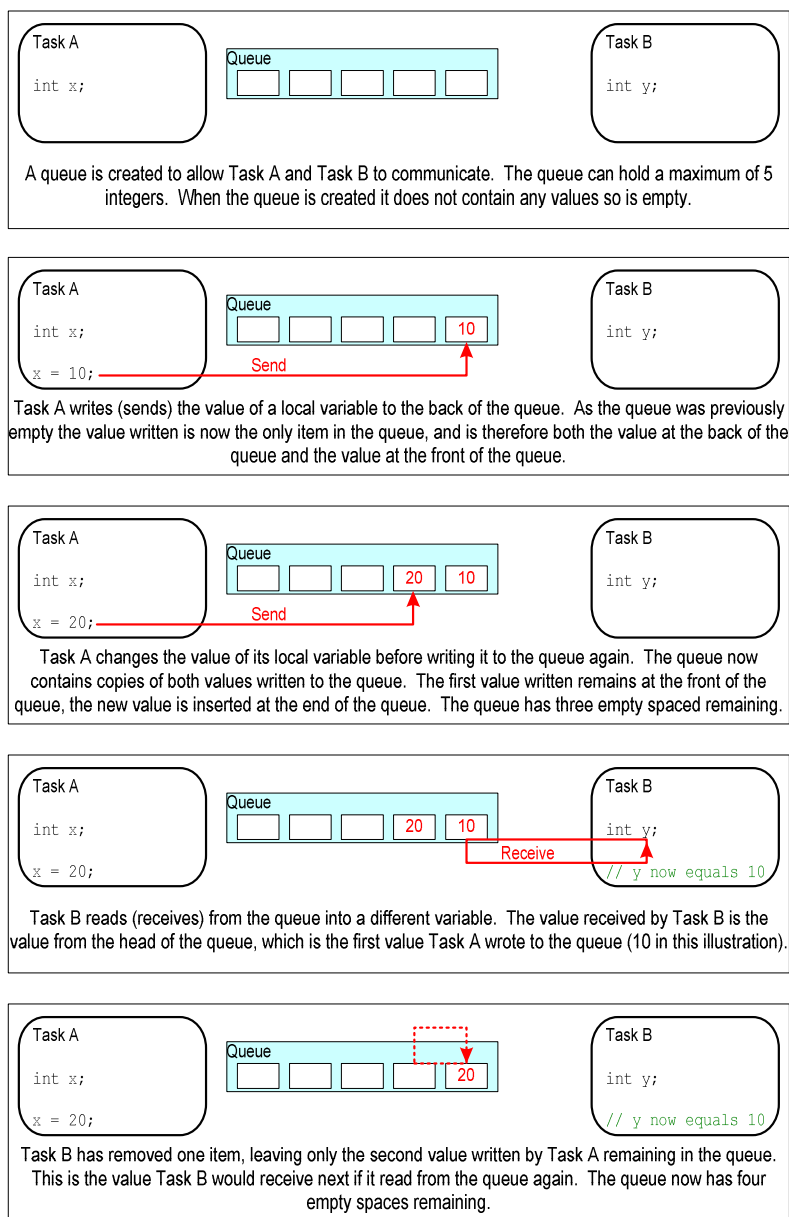 Task A
int x;
Queue
Task B
int y;
A queue is created to allow Task A and Task B to communicate. The queue can hold a maximum of 5
integers. When the queue is created it does not contain any values so is empty.
Task A
int x;
x = 10;
Queue
10
Send
Task B
int y;
Task A writes (sends) the value of a local variable to the back of the queue. As the queue was previously
empty the value written is now the only item in the queue, and is therefore both the value at the back of the
queue and the value at the front of the queue.
Task A
int x;
x = 20;
Queue
20 10
Send
Task B
int y;
Task A changes the value of its local variable before writing it to the queue again. The queue now
contains copies of both values written to the queue. The first value written remains at the front of the
queue, the new value is inserted at the end of the queue. The queue has three empty spaced remaining.
Task A
int x;
x = 20;
Queue
20 10
Receive
Task B
int y;
// y now equals 10
Task B reads (receives) from the queue into a different variable. The value received by Task B is the
value from the head of the queue, which is the first value Task A wrote to the queue (10 in this illustration).
Task A
int x;
x = 20;
Queue
20
Task B
int y;
// y now equals 10
Task B has removed one item, leaving only the second value written by Task A remaining in the queue.
This is the value Task B would receive next if it read from the queue again. The queue now has four
empty spaces remaining.